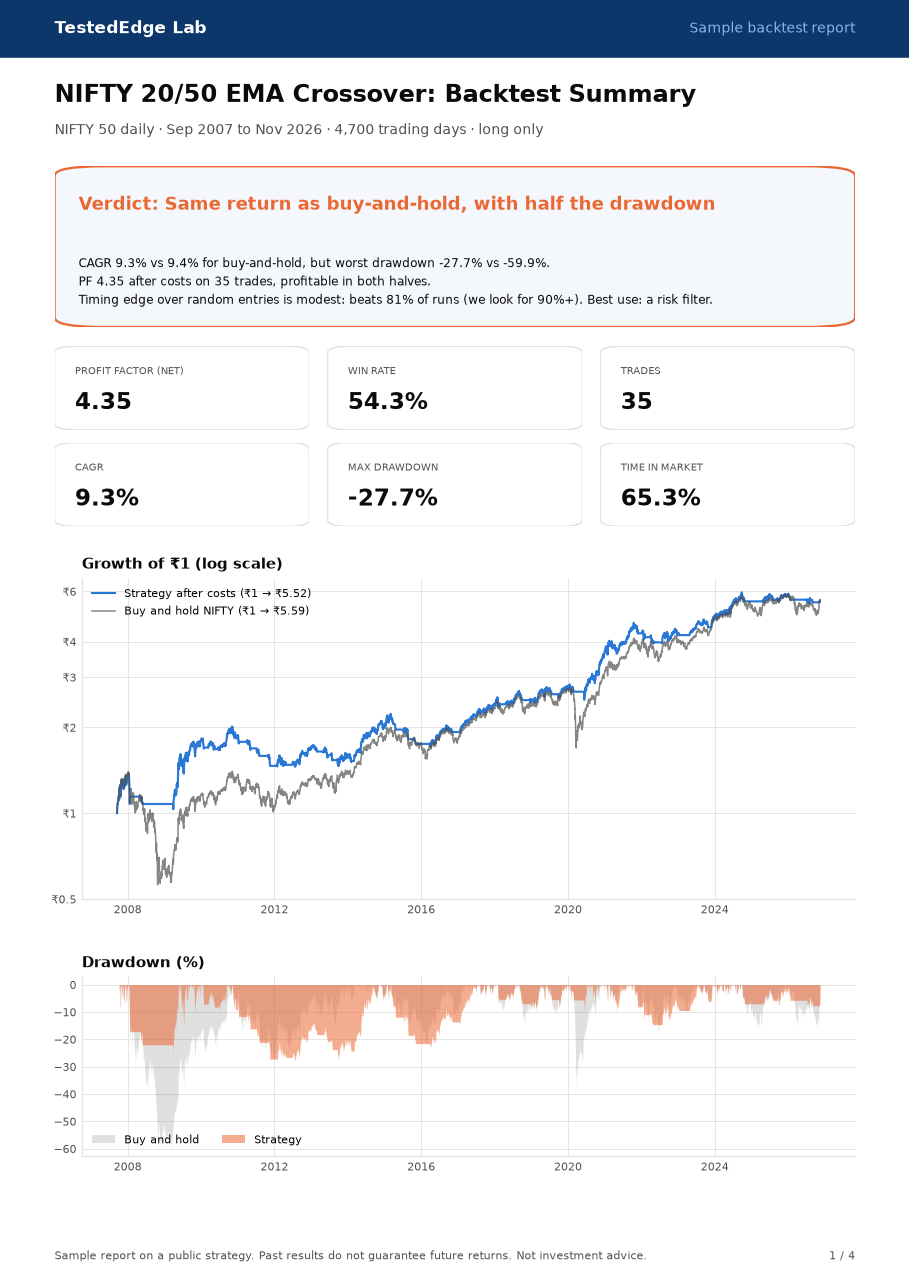 TestedEdge Lab
Sample backtest report
NIFTY 20/50 EMA Crossover: Backtest Summary
NIFTY 50 daily · Sep 2007 to Nov 2026 · 4,700 trading days · long only
Verdict: Same return as buy-and-hold, with half the drawdown
CAGR 9.3% vs 9.4% for buy-and-hold, but worst drawdown -27.7% vs -59.9%.
PF 4.35 after costs on 35 trades, profitable in both halves.
Timing edge over random entries is modest: beats 81% of runs (we look for 90%+). Best use: a risk filter.
PROFIT FACTOR (NET)
4.35
WIN RATE
54.3%
TRADES
35
CAGR
9.3%
MAX DRAWDOWN
-27.7%
TIME IN MARKET
65.3%
Growth of ₹1 (log scale)
Strategy after costs (₹1 → ₹5.52)
Buy and hold NIFTY (₹1 → ₹5.59)
₹6
₹4
₹3
₹2
₹1
₹0.5
2008 2012 2016 2020 2024
Drawdown (%)
0
−10
−20
−30
−40
−50
−60
Buy and hold Strategy
2008 2012 2016 2020 2024
Sample report on a public strategy. Past results do not guarantee future returns. Not investment advice.
1 / 4